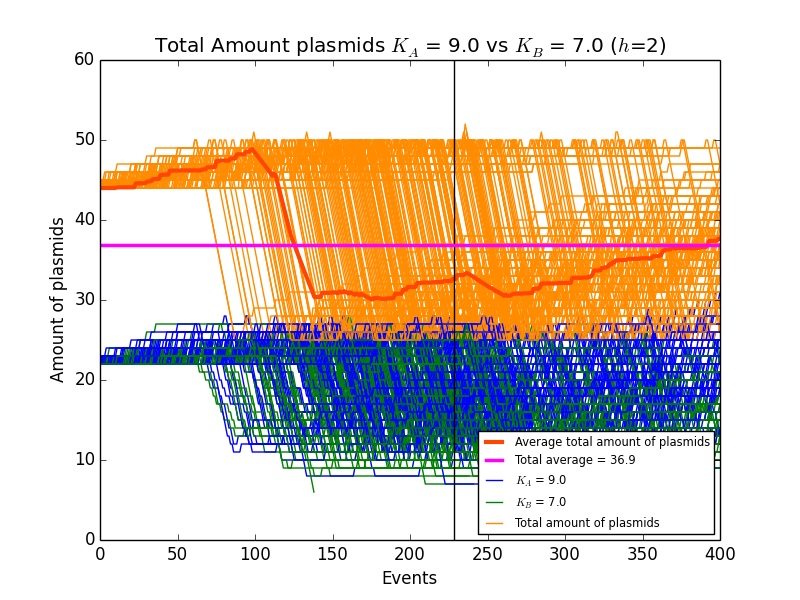 Total Amount plasmids K_A = 9.0 vs K_B = 7.0 (h=2)
60
50
40
30
20
10
0
Amount of plasmids
0 50 100 150 200 250 300 350 400
Events
Average total amount of plasmids
Total average = 36.9
K_A = 9.0
K_B = 7.0
Total amount of plasmids